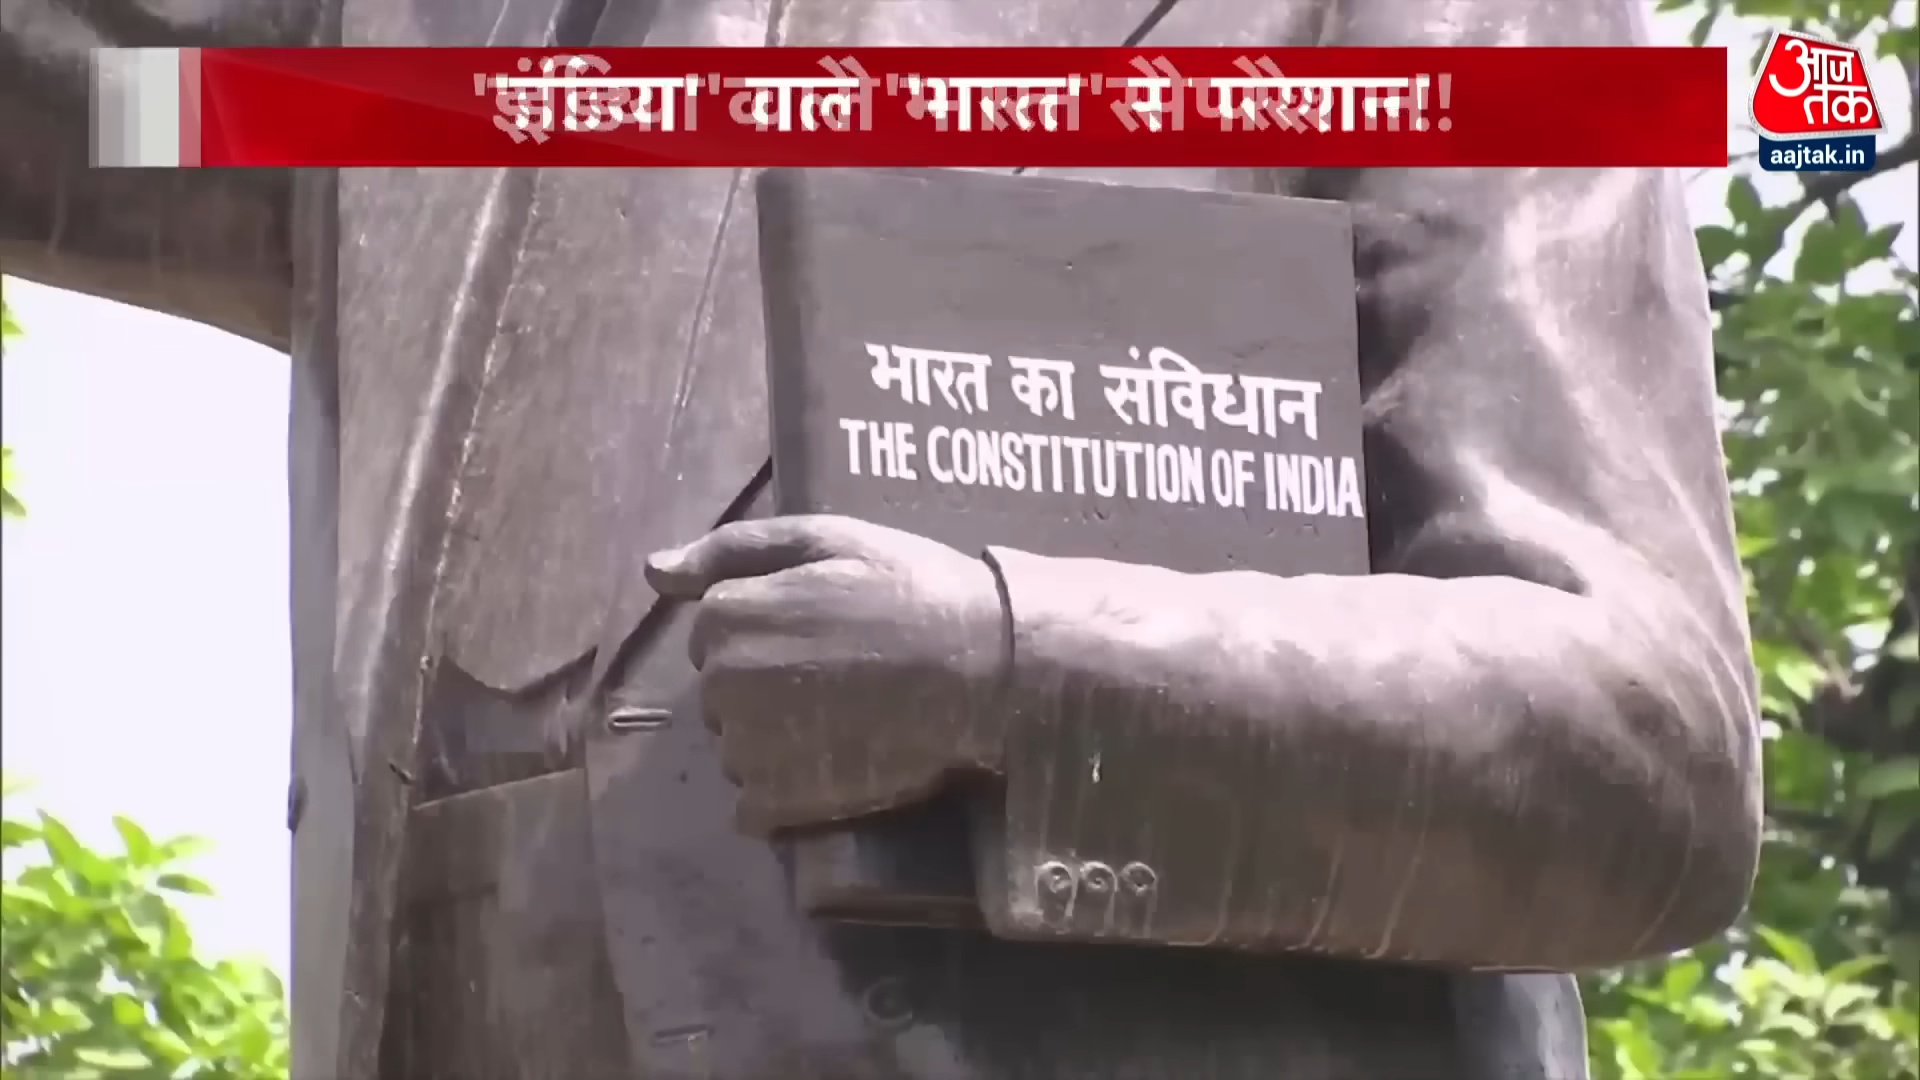 'इंडिया' वाले 'भारत' से परेशान!
आज
तक
aajtak.in
भारत का संविधान
THE CONSTITUTION OF INDIA